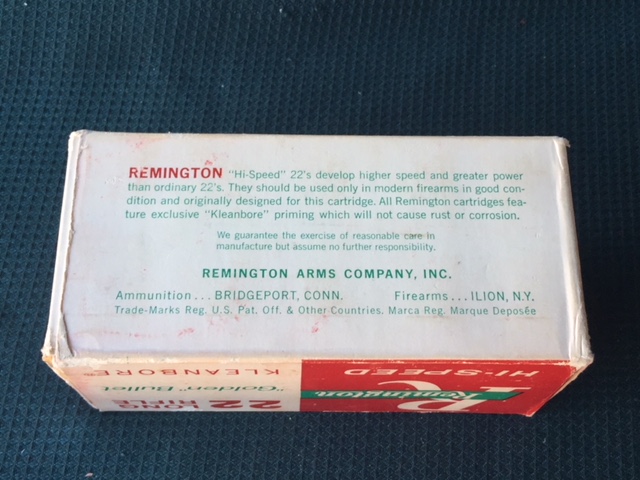 REMINGTON "Hi-Speed" 22's develop higher speed and greater power
than ordinary 22's. They should be used only in modern firearms in good con-
dition and originally designed for this cartridge. All Remington cartridges fea-
ture exclusive "Kleanbore" priming which will not cause rust or corrosion.
We guarantee the exercise of reasonable care in
manufacture but assume no further responsibility.
REMINGTON ARMS COMPANY, INC.
Ammunition... BRIDGEPORT, CONN. Firearms... ILION, N.Y.
Trade-Marks Reg. U.S. Pat. Off. & Other Countries. Marca Reg. Marque Deposée
HI-SPEED
Remington
KLEANBORE
"Golden" Bullet
22 LONG
RIFLE